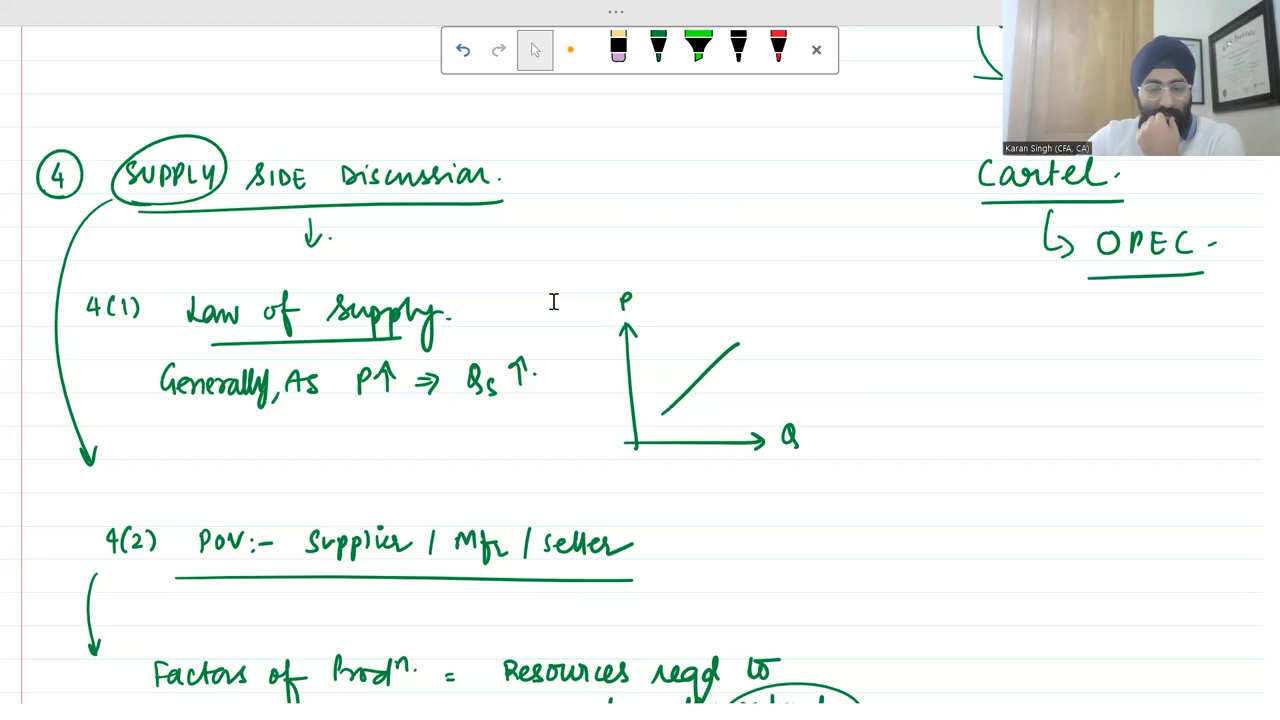 Karan Singh (CFA, CA)
4 SUPPLY SIDE Discussion.
Cartel.
↳ OPEC.
4(1) Law of Supply.
Generally, As P↑ ⇒ Qs ↑.
P
Q
4(2) POV:- Supplier / Mfr / Seller
Factors of Prodn. = Resources reqd to